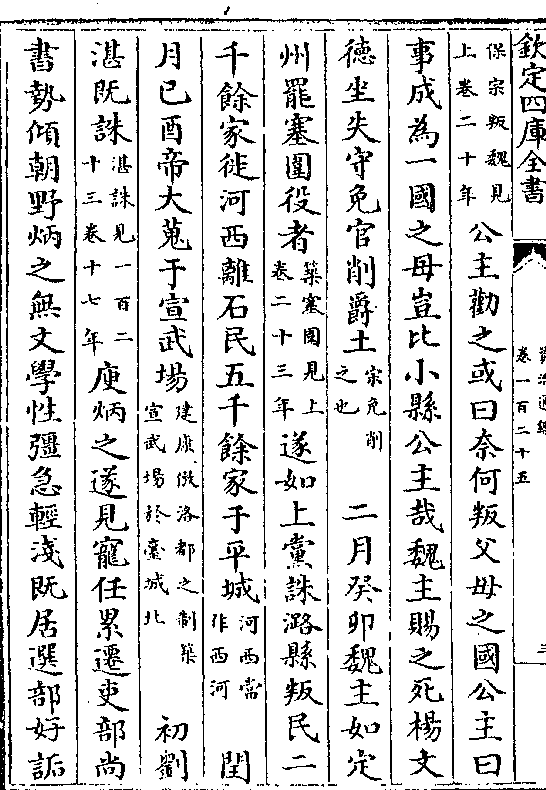 欽定四庫全書
資治通鑑
卷一百二十五
三
保宗叛魏見
上卷二十年
公主勸之或曰奈何叛父母之國公主曰
事成為一國之母豈比小縣公主哉魏主賜之死楊文
德坐失守免官削爵土
宋免削
之也
二月癸卯魏主如定
州罷塞圍役者
築塞圍見上
卷二十三年
遂如上黨誅潞縣叛民二
千餘家徙河西離石民五千餘家于平城
河西當
作西河
閏
月己酉帝大蒐于宣武場
建康倣洛都之制築
宣武場於臺城北
初劉
湛既誅
湛誅見一百二
十三卷十七年
庾炳之遂見寵任累遷吏部尚
書勢傾朝野炳之無文學性彊急輕淺既居選部好詬